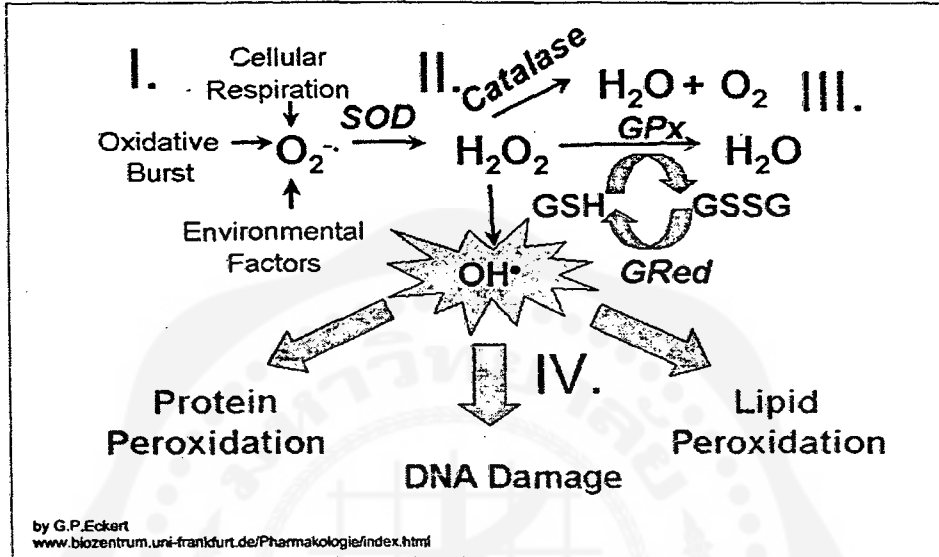 I.
Cellular
Respiration
Oxidative
Burst
O₂⁻·
Environmental
Factors
SOD
II.
H₂O₂
Catalase
H₂O + O₂
III.
GPx
H₂O
GSH
GSSG
GRed
OH•
IV.
Protein
Peroxidation
DNA Damage
Lipid
Peroxidation
by G.P.Eckert
www.biozentrum.uni-frankfurt.de/Pharmakologie/index.html